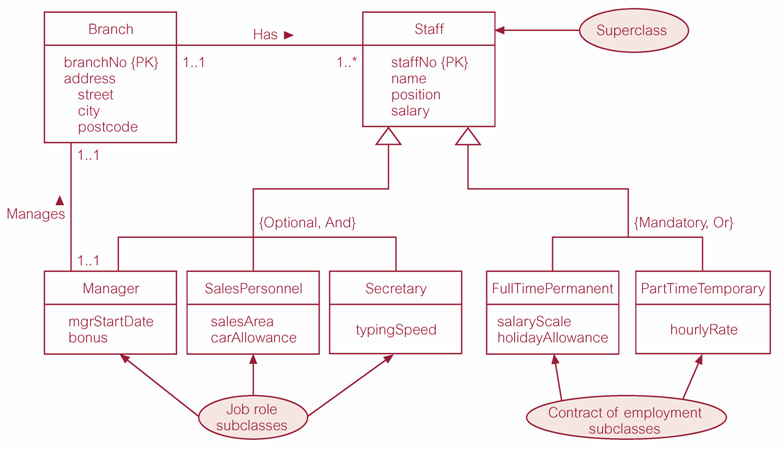 Branch
branchNo {PK}
address
street
city
postcode
Has ►
1..1
1..*
Staff
staffNo {PK}
name
position
salary
Superclass
1..1
Manages ▲
1..1
{Optional, And}
{Mandatory, Or}
Manager
mgrStartDate
bonus
SalesPersonnel
salesArea
carAllowance
Secretary
typingSpeed
FullTimePermanent
salaryScale
holidayAllowance
PartTimeTemporary
hourlyRate
Job role
subclasses
Contract of employment
subclasses